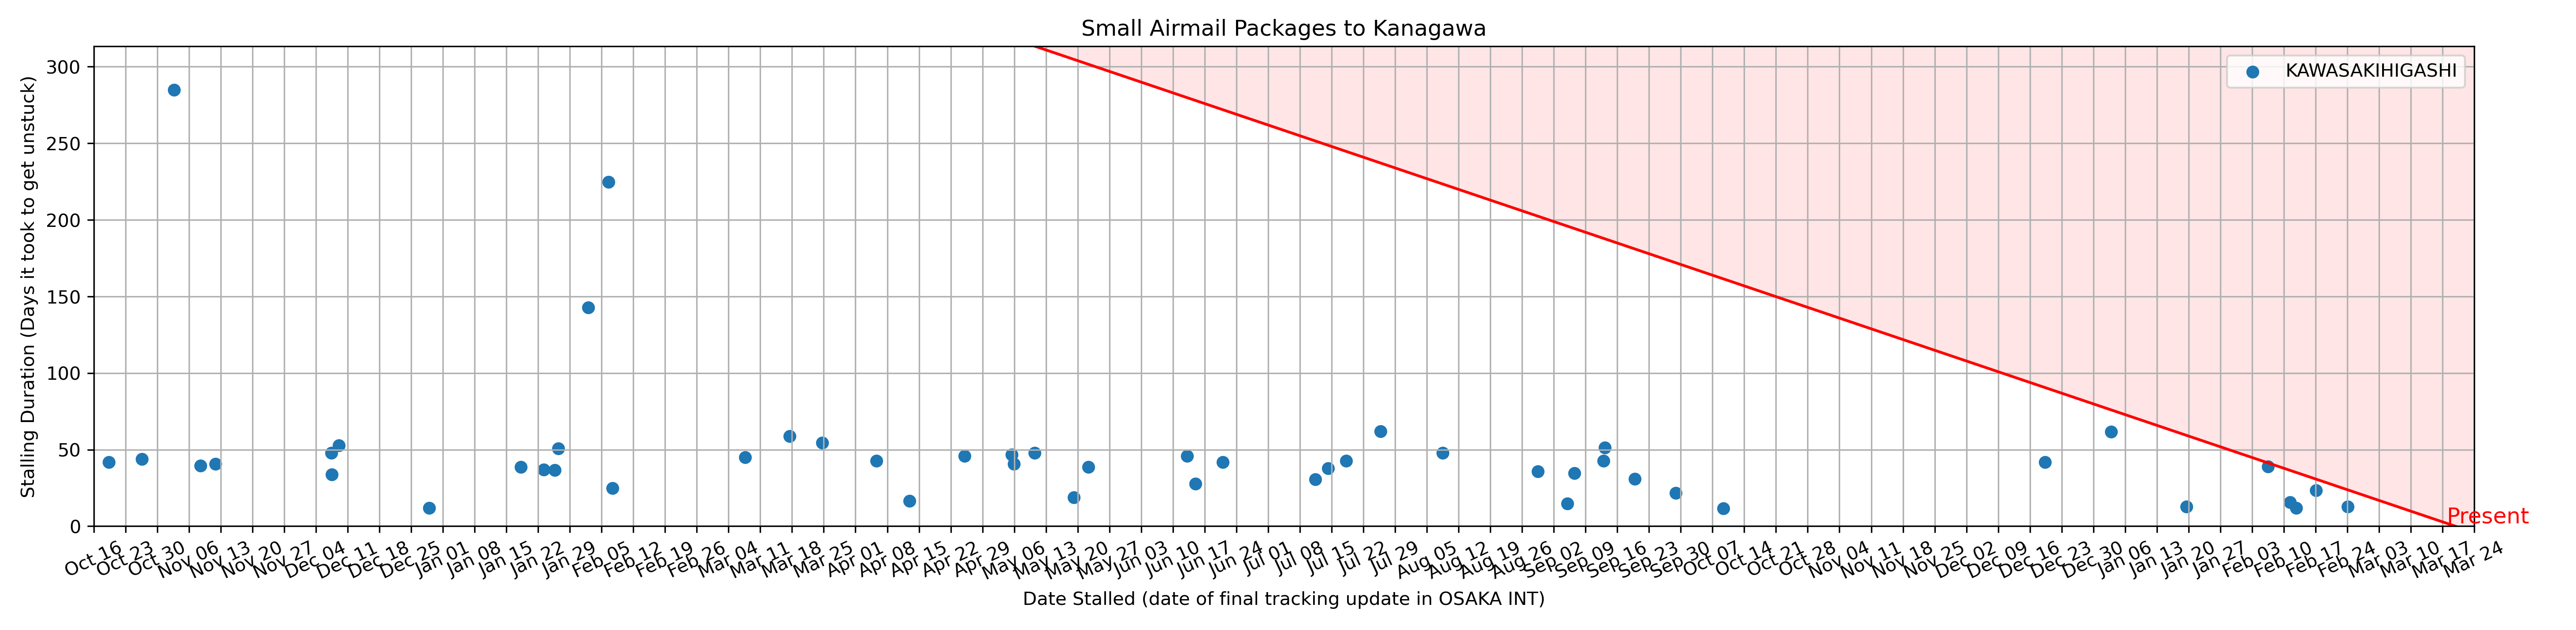 Small Airmail Packages to Kanagawa
KAWASAKIHIGASHI
Stalling Duration (Days it took to get unstuck)
300
250
200
150
100
50
0
Present
Oct 16
Oct 23
Oct 30
Nov 06
Nov 13
Nov 20
Nov 27
Dec 04
Dec 11
Dec 18
Dec 25
Jan 01
Jan 08
Jan 15
Jan 22
Jan 29
Feb 05
Feb 12
Feb 19
Feb 26
Mar 04
Mar 11
Mar 18
Mar 25
Apr 01
Apr 08
Apr 15
Apr 22
Apr 29
May 06
May 13
May 20
May 27
Jun 03
Jun 10
Jun 17
Jun 24
Jul 01
Jul 08
Jul 15
Jul 22
Jul 29
Aug 05
Aug 12
Aug 19
Aug 26
Sep 02
Sep 09
Sep 16
Sep 23
Sep 30
Oct 07
Oct 14
Oct 21
Oct 28
Nov 04
Nov 11
Nov 18
Nov 25
Dec 02
Dec 09
Dec 16
Dec 23
Dec 30
Jan 06
Jan 13
Jan 20
Jan 27
Feb 03
Feb 10
Feb 17
Feb 24
Mar 03
Mar 10
Mar 17
Mar 24
Date Stalled (date of final tracking update in OSAKA INT)